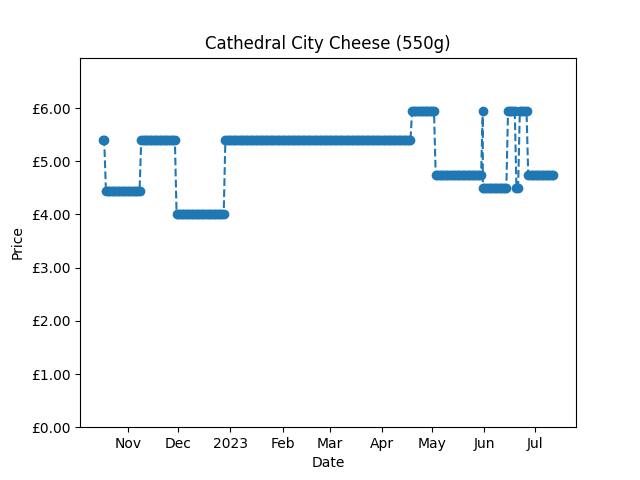 Cathedral City Cheese (550g)
£6.00
£5.00
£4.00
£3.00
£2.00
£1.00
£0.00
Price
Nov Dec 2023 Feb Mar Apr May Jun Jul
Date